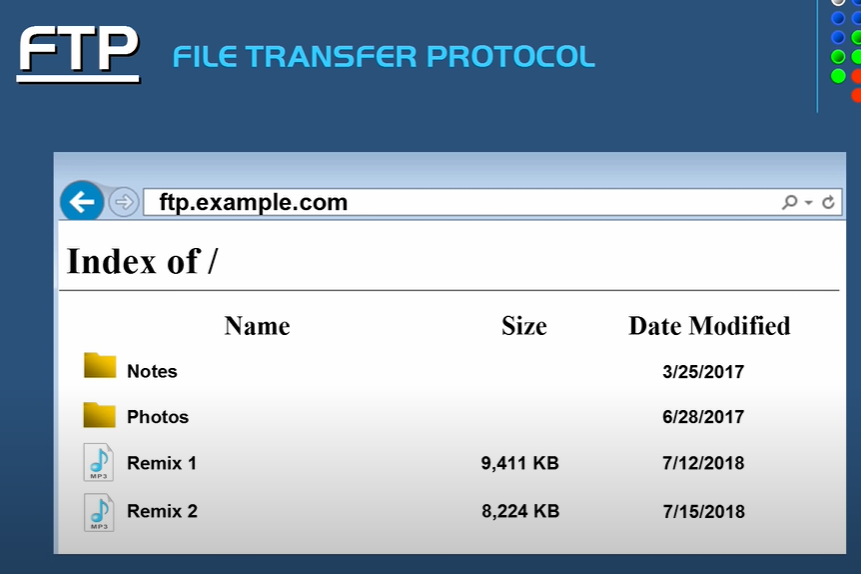 FTP FILE TRANSFER PROTOCOL
ftp.example.com
Index of /
Name Size Date Modified
Notes 3/25/2017
Photos 6/28/2017
MP3 Remix 1 9,411 KB 7/12/2018
MP3 Remix 2 8,224 KB 7/15/2018